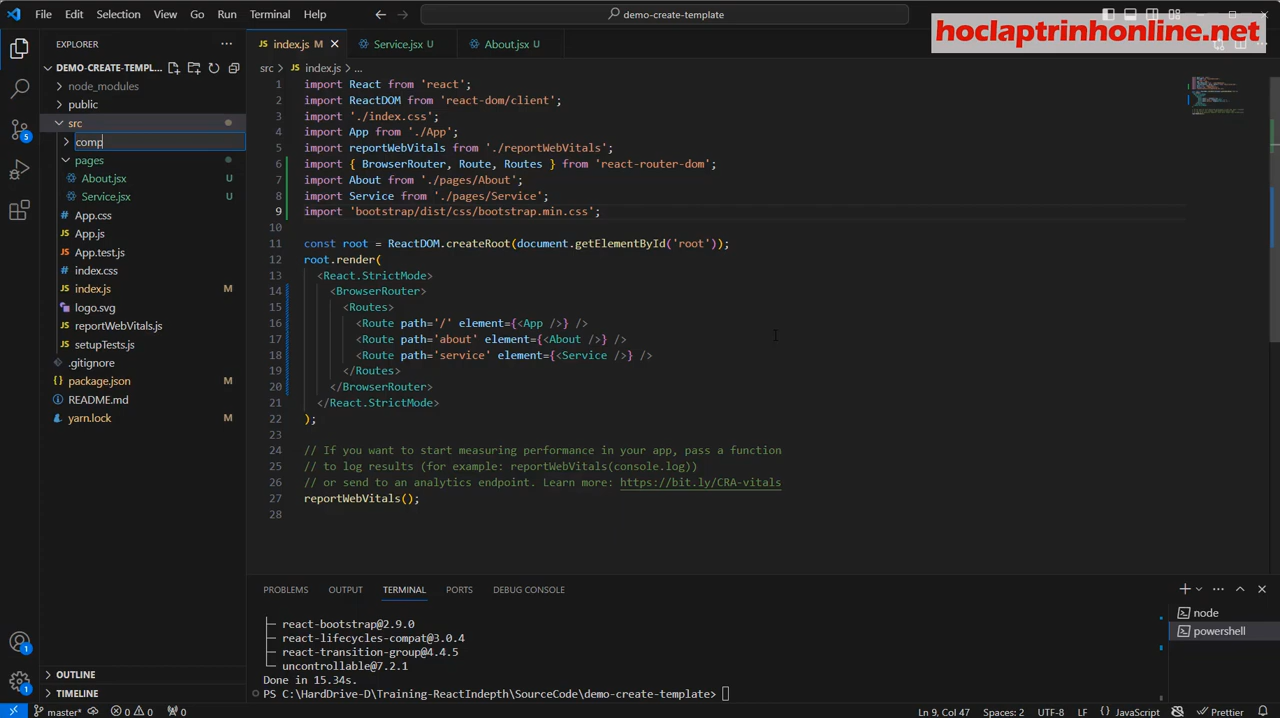 File Edit Selection View Go Run Terminal Help
demo-create-template
hoclaptrinhonline.net
EXPLORER
DEMO-CREATE-TEMPL...
node_modules
public
src
comp
pages
About.jsx U
Service.jsx U
App.css
App.js
App.test.js
index.css
index.js M
logo.svg
reportWebVitals.js
setupTests.js
.gitignore
package.json M
README.md
yarn.lock M
OUTLINE
TIMELINE
5
1
1
index.js M
Service.jsx U
About.jsx U
src > index.js > ...
1 import React from 'react';
2 import ReactDOM from 'react-dom/client';
3 import './index.css';
4 import App from './App';
5 import reportWebVitals from './reportWebVitals';
6 import { BrowserRouter, Route, Routes } from 'react-router-dom';
7 import About from './pages/About';
8 import Service from './pages/Service';
9 import 'bootstrap/dist/css/bootstrap.min.css';
10
11 const root = ReactDOM.createRoot(document.getElementById('root'));
12 root.render(
13 <React.StrictMode>
14 <BrowserRouter>
15 <Routes>
16 <Route path='/' element={<App />} />
17 <Route path='about' element={<About />} />
18 <Route path='service' element={<Service />} />
19 </Routes>
20 </BrowserRouter>
21 </React.StrictMode>
22 );
23
24 // If you want to start measuring performance in your app, pass a function
25 // to log results (for example: reportWebVitals(console.log))
26 // or send to an analytics endpoint. Learn more: https://bit.ly/CRA-vitals
27 reportWebVitals();
28
PROBLEMS OUTPUT TERMINAL PORTS DEBUG CONSOLE
├─ react-bootstrap@2.9.0
├─ react-lifecycles-compat@3.0.4
├─ react-transition-group@4.4.5
└─ uncontrollable@7.2.1
Done in 15.34s.
PS C:\HardDrive-D\Training-ReactIndepth\SourceCode\demo-create-template>
node
powershell
master* 0 0 0 Ln 9, Col 47 Spaces: 2 UTF-8 LF JavaScript Prettier